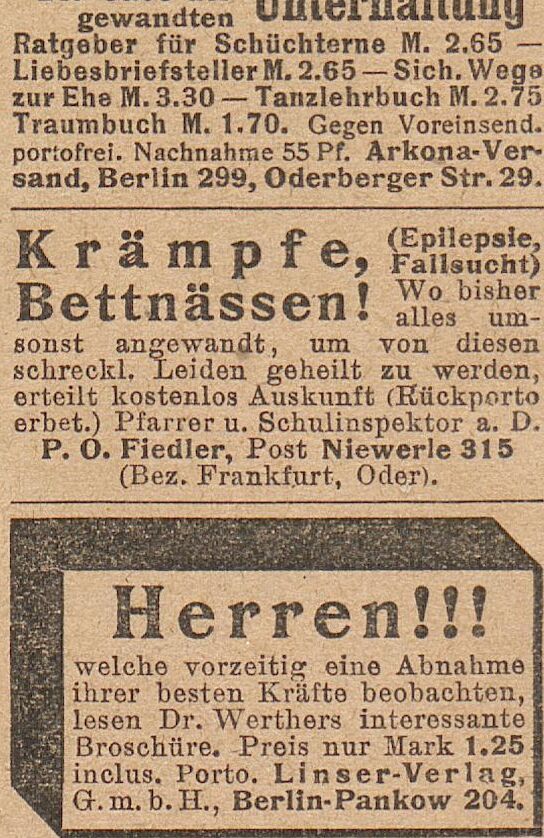 gewandten Unterhaltung
Ratgeber für Schüchterne M. 2.65 —
Liebesbriefsteller M. 2.65 — Sich. Wege
zur Ehe M. 3.30 — Tanzlehrbuch M. 2.75
Traumbuch M. 1.70. Gegen Voreinsend.
portofrei. Nachnahme 55 Pf. Arkona-Ver-
sand, Berlin 299, Oderberger Str. 29.
Krämpfe, (Epilepsie,
Fallsucht)
Bettnässen! Wo bisher
alles um-
sonst angewandt, um von diesen
schreckl. Leiden geheilt zu werden,
erteilt kostenlos Auskunft (Rückporto
erbet.) Pfarrer u. Schulinspektor a. D.
P. O. Fiedler, Post Niewerle 315
(Bez. Frankfurt, Oder).
Herren!!!
welche vorzeitig eine Abnahme
ihrer besten Kräfte beobachten,
lesen Dr. Werthers interessante
Broschüre. Preis nur Mark 1.25
inclus. Porto. Linser-Verlag,
G. m. b. H., Berlin-Pankow 204.